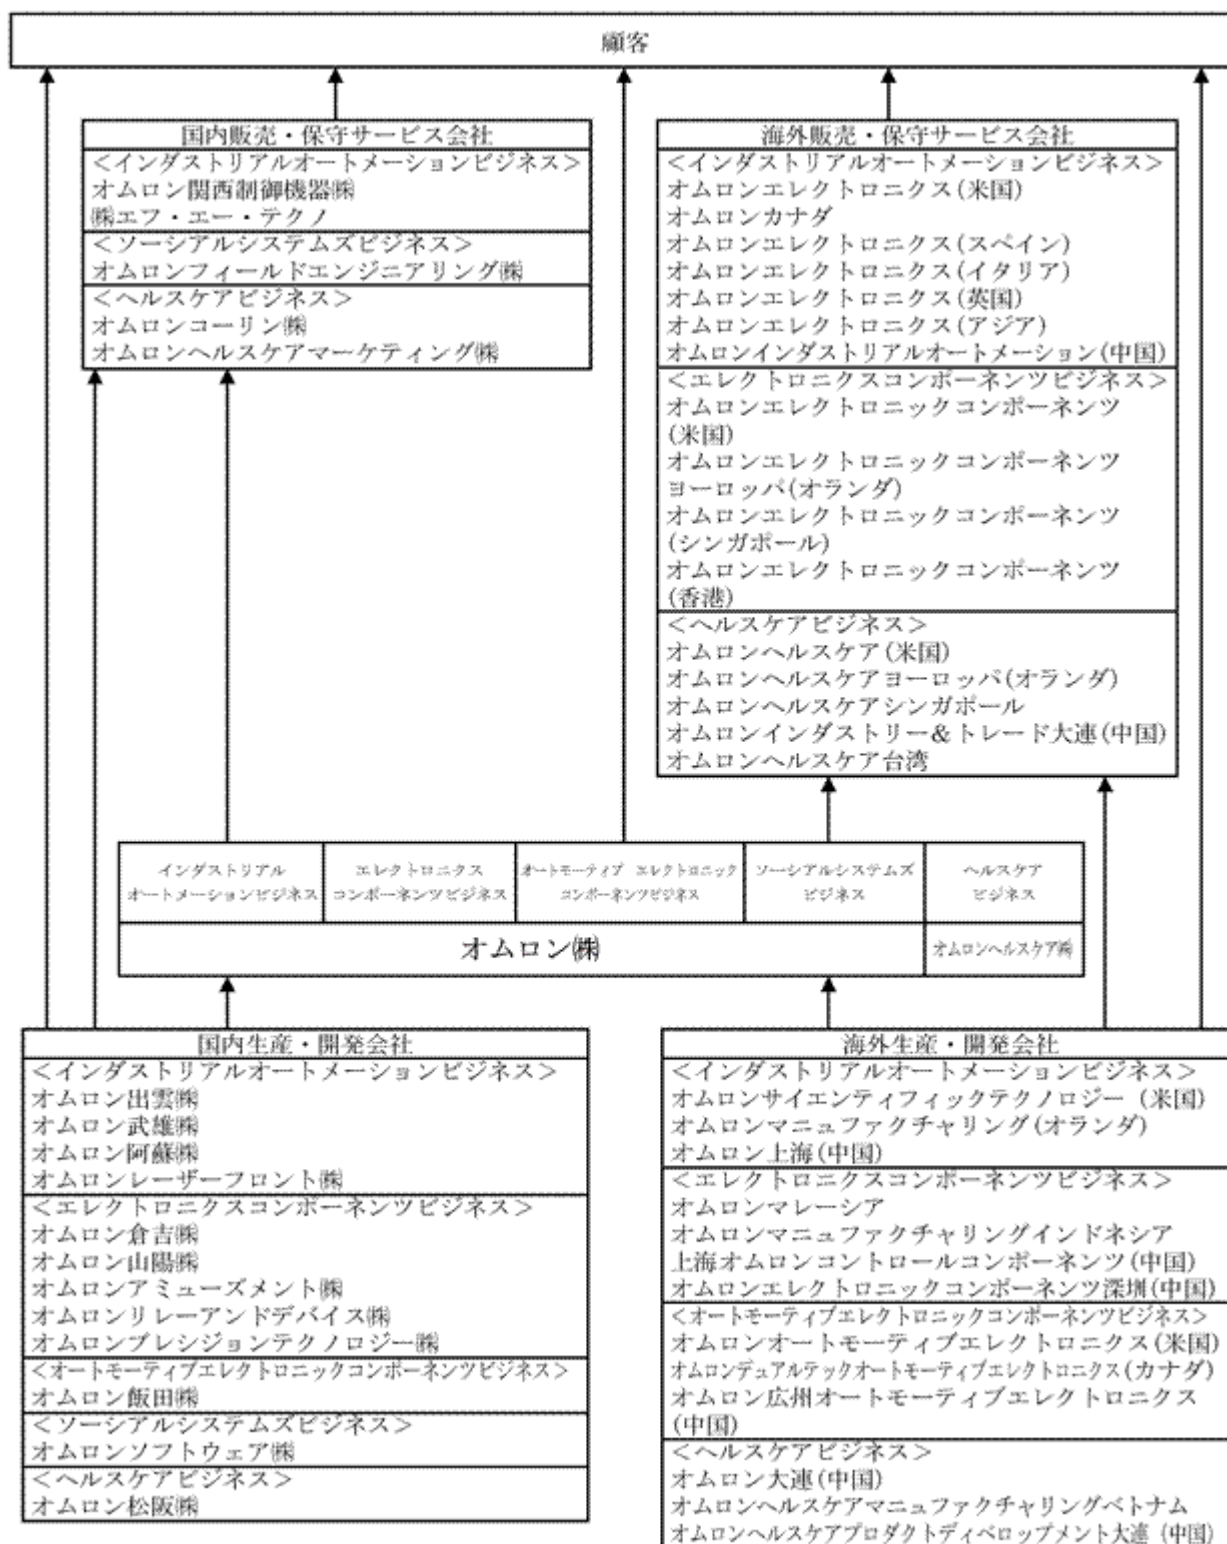 顧客
国内販売・保守サービス会社
<インダストリアルオートメーションビジネス>
オムロン関西制御機器㈱
㈱エフ・エー・テクノ
<ソーシアルシステムズビジネス>
オムロンフィールドエンジニアリング㈱
<ヘルスケアビジネス>
オムロンコーリン㈱
オムロンヘルスケアマーケティング㈱
海外販売・保守サービス会社
<インダストリアルオートメーションビジネス>
オムロンエレクトロニクス(米国)
オムロンカナダ
オムロンエレクトロニクス(スペイン)
オムロンエレクトロニクス(イタリア)
オムロンエレクトロニクス(英国)
オムロンエレクトロニクス(アジア)
オムロンインダストリアルオートメーション(中国)
<エレクトロニクスコンポーネンツビジネス>
オムロンエレクトロニックコンポーネンツ
(米国)
オムロンエレクトロニックコンポーネンツ
ヨーロッパ(オランダ)
オムロンエレクトロニックコンポーネンツ
(シンガポール)
オムロンエレクトロニックコンポーネンツ
(香港)
<ヘルスケアビジネス>
オムロンヘルスケア(米国)
オムロンヘルスケアヨーロッパ(オランダ)
オムロンヘルスケアシンガポール
オムロンインダストリー&トレード大連(中国)
オムロンヘルスケア台湾
インダストリアル
オートメーションビジネス
エレクトロニクス
コンポーネンツビジネス
オートモーティブ エレクトロニック
コンポーネンツビジネス
ソーシアルシステムズ
ビジネス
ヘルスケア
ビジネス
オムロン㈱
オムロンヘルスケア㈱
国内生産・開発会社
<インダストリアルオートメーションビジネス>
オムロン出雲㈱
オムロン武雄㈱
オムロン阿蘇㈱
オムロンレーザーフロント㈱
<エレクトロニクスコンポーネンツビジネス>
オムロン倉吉㈱
オムロン山陽㈱
オムロンアミューズメント㈱
オムロンリレーアンドデバイス㈱
オムロンプレシジョンテクノロジー㈱
<オートモーティブエレクトロニックコンポーネンツビジネス>
オムロン飯田㈱
<ソーシアルシステムズビジネス>
オムロンソフトウェア㈱
<ヘルスケアビジネス>
オムロン松阪㈱
海外生産・開発会社
<インダストリアルオートメーションビジネス>
オムロンサイエンティフィックテクノロジー (米国)
オムロンマニュファクチャリング(オランダ)
オムロン上海(中国)
<エレクトロニクスコンポーネンツビジネス>
オムロンマレーシア
オムロンマニュファクチャリングインドネシア
上海オムロンコントロールコンポーネンツ(中国)
オムロンエレクトロニックコンポーネンツ深圳(中国)
<オートモーティブエレクトロニックコンポーネンツビジネス>
オムロンオートモーティブエレクトロニクス(米国)
オムロンデュアルテックオートモーティブエレクトロニクス(カナダ)
オムロン広州オートモーティブエレクトロニクス
(中国)
<ヘルスケアビジネス>
オムロン大連(中国)
オムロンヘルスケアマニュファクチャリングベトナム
オムロンヘルスケアプロダクトディベロップメント大連 (中国)